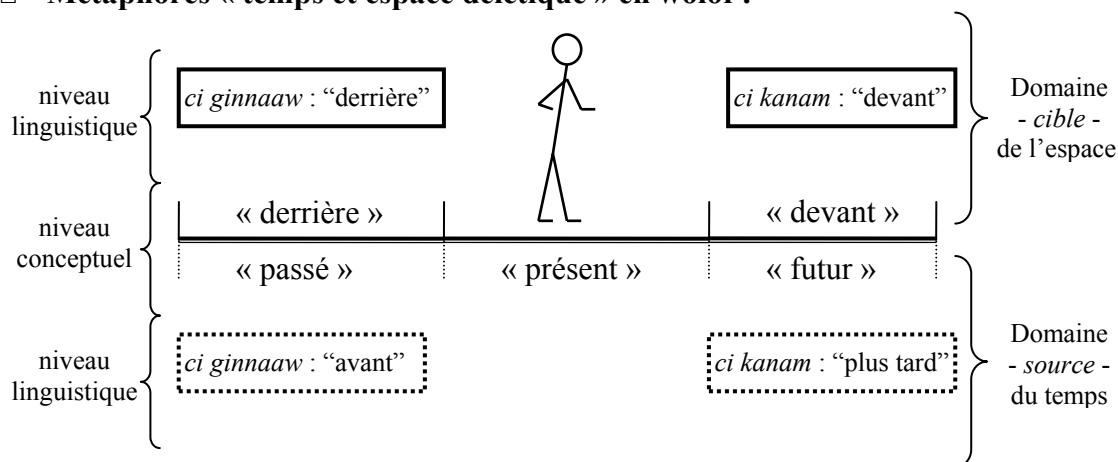 Métaphores « temps et espace déictique » en wolof :
niveau
linguistique
ci ginnaaw : “derrière”
ci kanam : “devant”
Domaine
- cible -
de l’espace
niveau
conceptuel
« derrière »
« devant »
« passé »
« présent »
« futur »
niveau
linguistique
ci ginnaaw : “avant”
ci kanam : “plus tard”
Domaine
- source -
du temps